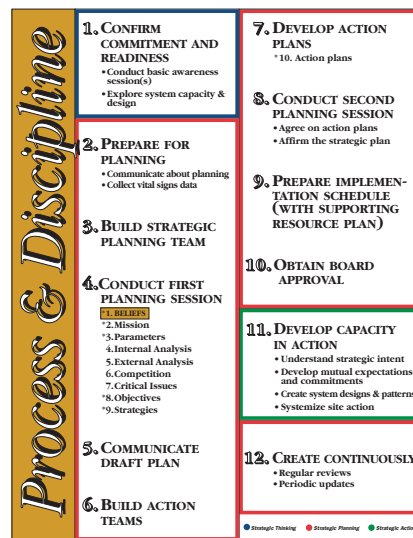 Process & Discipline
1. CONFIRM
COMMITMENT AND
READINESS
• Conduct basic awareness
session(s)
• Explore system capacity &
design
2. PREPARE FOR
PLANNING
• Communicate about planning
• Collect vital signs data
3. BUILD STRATEGIC
PLANNING TEAM
4. CONDUCT FIRST
PLANNING SESSION
*1. BELIEFS
*2. Mission
*3. Parameters
4. Internal Analysis
5. External Analysis
6. Competition
7. Critical Issues
*8. Objectives
*9. Strategies
5. COMMUNICATE
DRAFT PLAN
6. BUILD ACTION
TEAMS
7. DEVELOP ACTION
PLANS
*10. Action plans
8. CONDUCT SECOND
PLANNING SESSION
• Agree on action plans
• Affirm the strategic plan
9. PREPARE IMPLEMEN-
TATION SCHEDULE
(WITH SUPPORTING
RESOURCE PLAN)
10. OBTAIN BOARD
APPROVAL
11. DEVELOP CAPACITY
IN ACTION
• Understand strategic intent
• Develop mutual expectations
and commitments
• Create system designs & patterns
• Systemize site action
12. CREATE CONTINUOUSLY
• Regular reviews
• Periodic updates
Strategic Thinking Strategic Planning Strategic Action